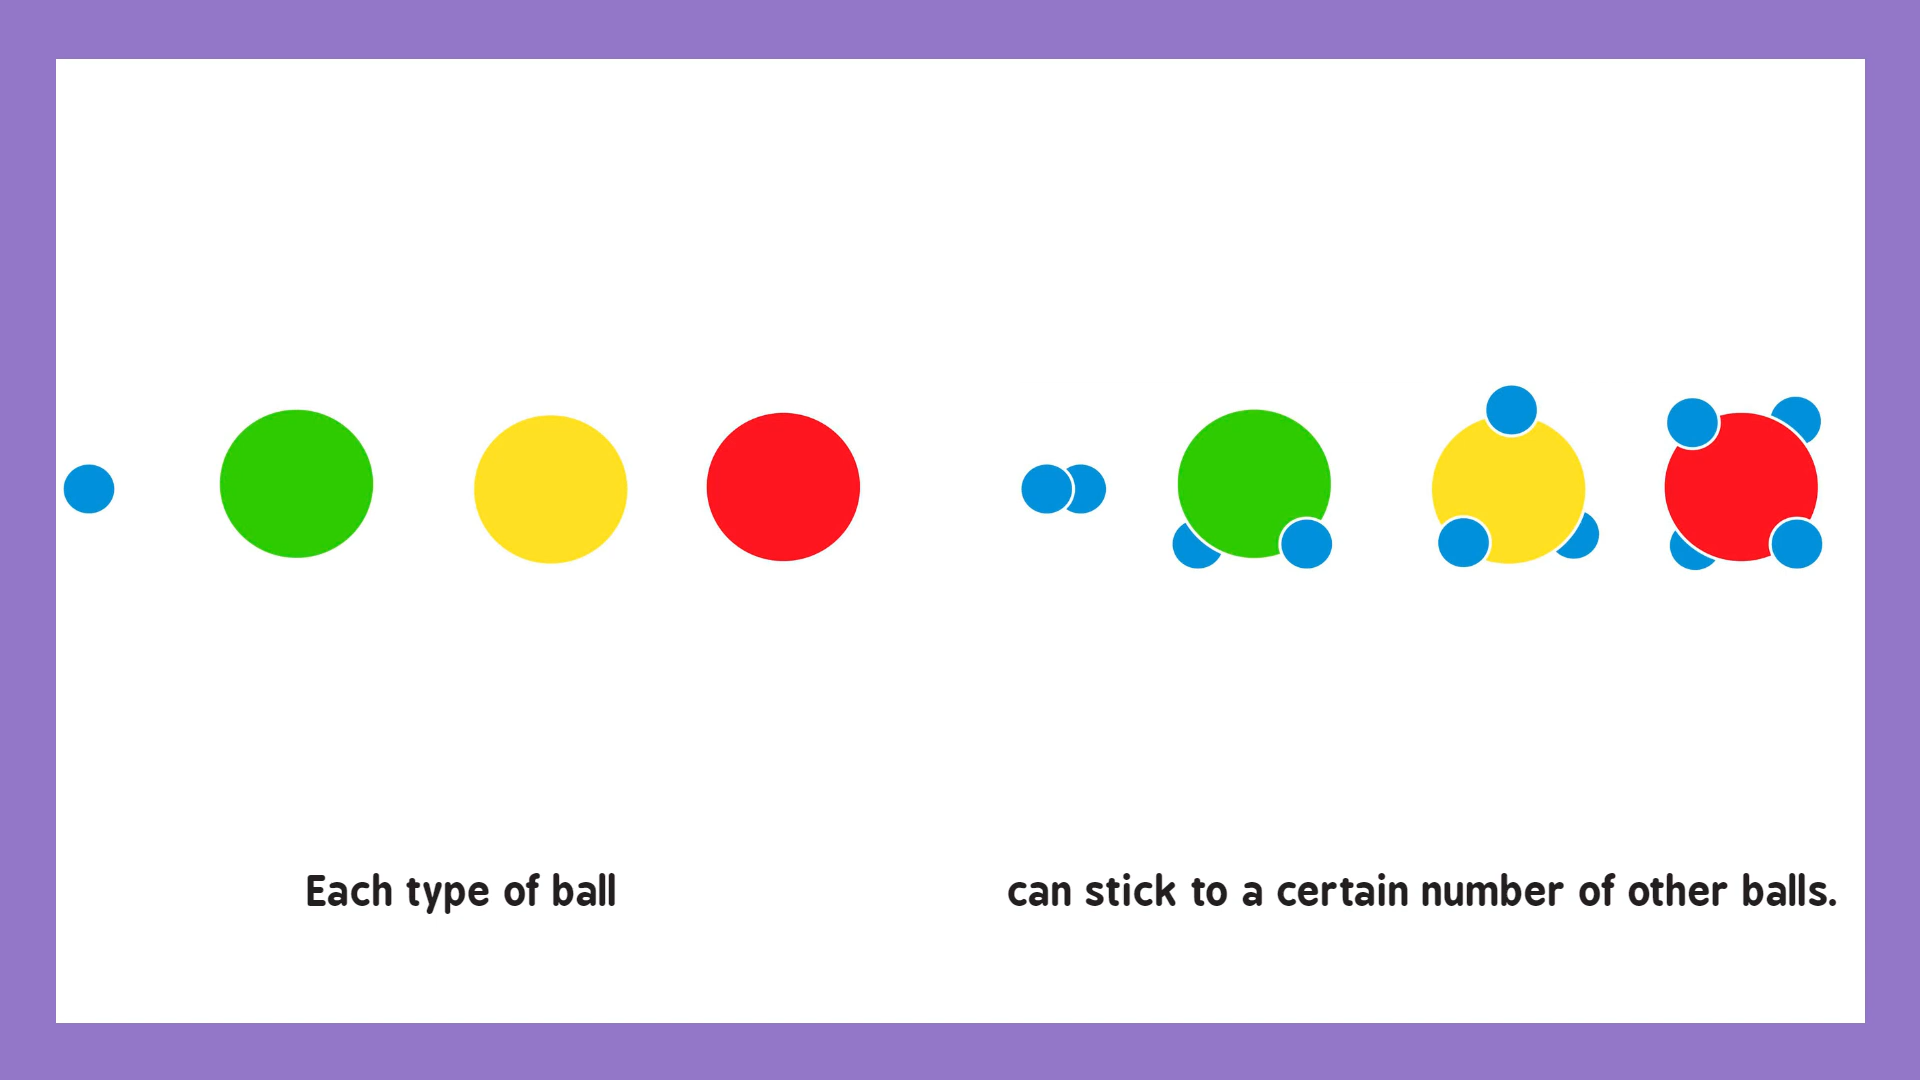 Each type of ball
can stick to a certain number of other balls.